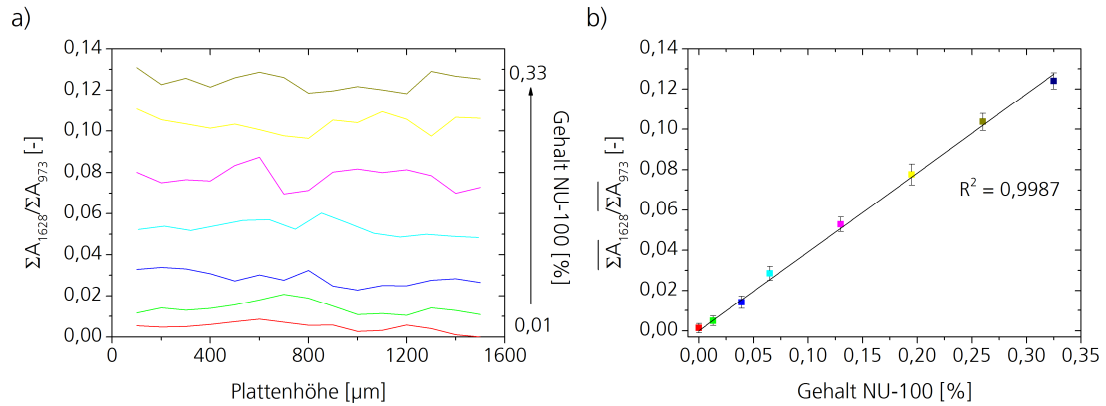 a)
0,14
0,12
0,10
0,08
0,06
0,04
0,02
0,00
ΣA1628/ΣA973 [-]
0 400 800 1200 1600
Plattenhöhe [µm]
0,33
0,01
Gehalt NU-100 [%]
b)
0,14
0,12
0,10
0,08
0,06
0,04
0,02
0,00
ΣA1628/ΣA973 [-]
R² = 0,9987
0,00 0,05 0,10 0,15 0,20 0,25 0,30 0,35
Gehalt NU-100 [%]